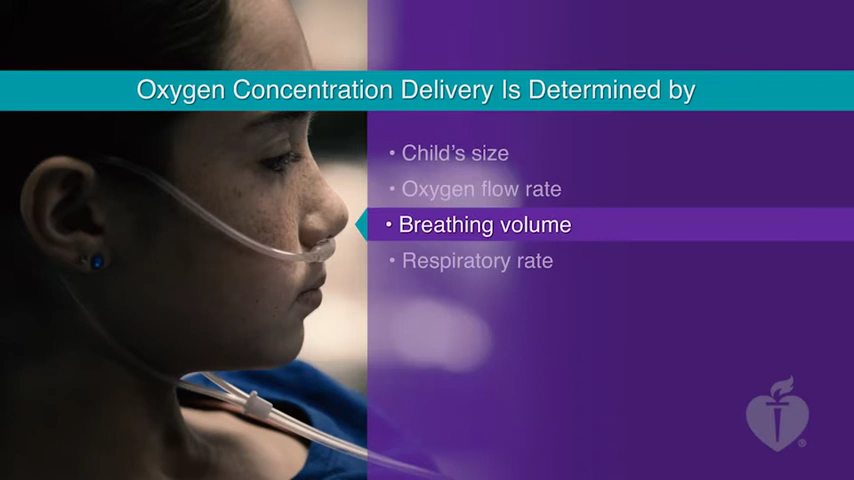 Oxygen Concentration Delivery Is Determined by
• Child's size
• Oxygen flow rate
• Breathing volume
• Respiratory rate
®